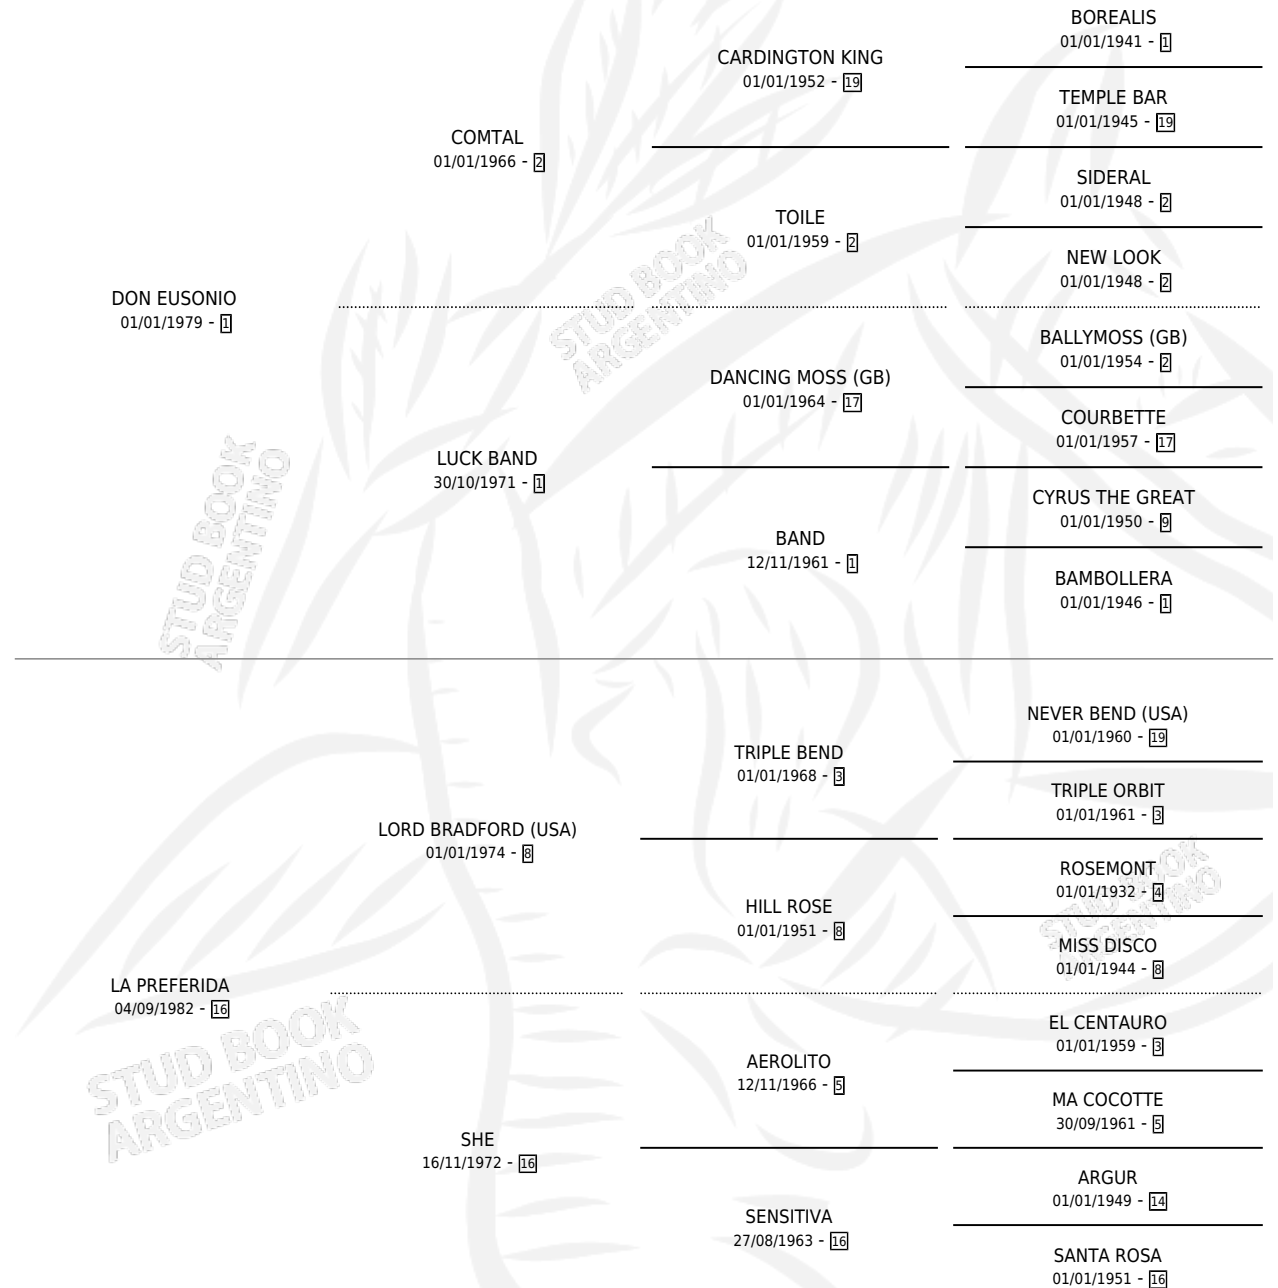 BOREALIS
01/01/1941 - 1
CARDINGTON KING
01/01/1952 - 19
TEMPLE BAR
01/01/1945 - 19
COMTAL
01/01/1966 - 2
SIDERAL
01/01/1948 - 2
TOILE
01/01/1959 - 2
NEW LOOK
01/01/1948 - 2
DON EUSONIO
01/01/1979 - 1
BALLYMOSS (GB)
01/01/1954 - 2
DANCING MOSS (GB)
01/01/1964 - 17
COURBETTE
01/01/1957 - 17
LUCK BAND
30/10/1971 - 1
CYRUS THE GREAT
01/01/1950 - 9
BAND
12/11/1961 - 1
BAMBOLLERA
01/01/1946 - 1
NEVER BEND (USA)
01/01/1960 - 19
TRIPLE BEND
01/01/1968 - 3
TRIPLE ORBIT
01/01/1961 - 3
LORD BRADFORD (USA)
01/01/1974 - 8
ROSEMONT
01/01/1932 - 4
HILL ROSE
01/01/1951 - 8
MISS DISCO
01/01/1944 - 8
LA PREFERIDA
04/09/1982 - 16
EL CENTAURO
01/01/1959 - 3
AEROLITO
12/11/1966 - 5
MA COCOTTE
30/09/1961 - 5
SHE
16/11/1972 - 16
ARGUR
01/01/1949 - 14
SENSITIVA
27/08/1963 - 16
SANTA ROSA
01/01/1951 - 16
STUD BOOK
ARGENTINO
STUD BOOK
ARGENTINO
STUD BOOK
ARGENTINO
STUD BOOK
ARGENTINO